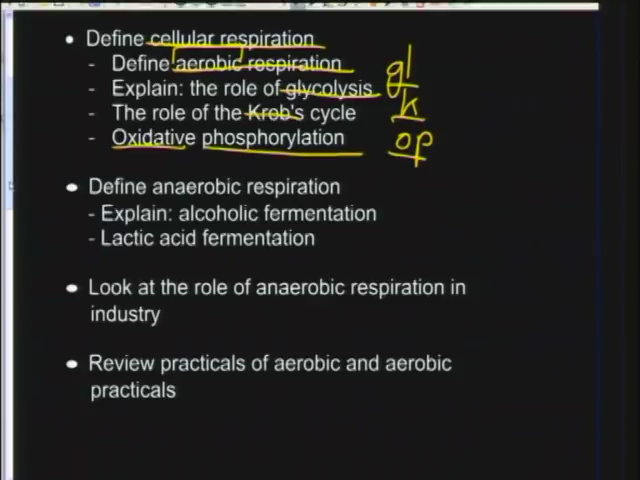 • Define cellular respiration
- Define aerobic respiration
- Explain: the role of glycolysis gl
- The role of the Krob's cycle k
- Oxidative phosphorylation op
• Define anaerobic respiration
- Explain: alcoholic fermentation
- Lactic acid fermentation
• Look at the role of anaerobic respiration in
industry
• Review practicals of aerobic and aerobic
practicals